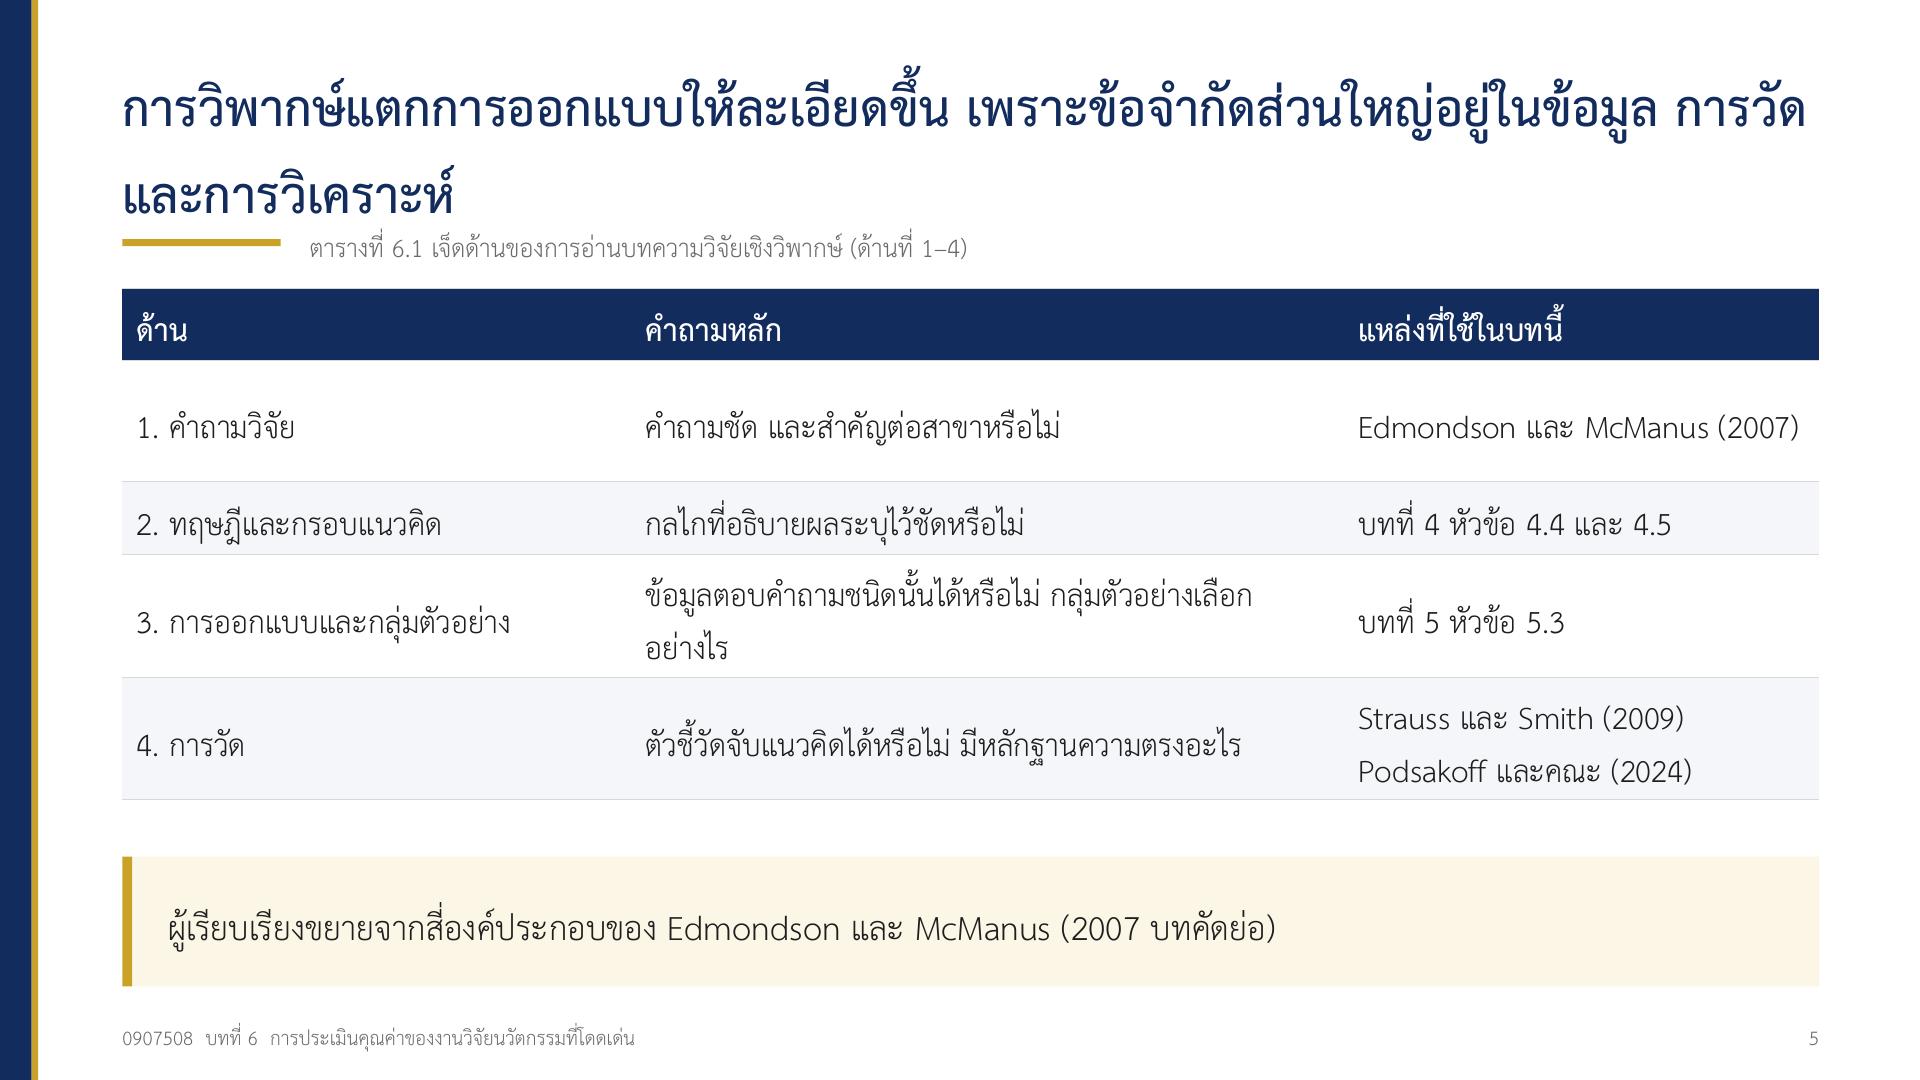 การวิพากษ์แตกการออกแบบให้ละเอียดขึ้น เพราะข้อจำกัดส่วนใหญ่อยู่ในข้อมูล การวัด
และการวิเคราะห์
ตารางที่ 6.1 เจ็ดด้านของการอ่านบทความวิจัยเชิงวิพากษ์ (ด้านที่ 1–4)
ด้าน คำถามหลัก แหล่งที่ใช้ในบทนี้
1. คำถามวิจัย คำถามชัด และสำคัญต่อสาขาหรือไม่ Edmondson และ McManus (2007)
2. ทฤษฎีและกรอบแนวคิด กลไกที่อธิบายผลระบุไว้ชัดหรือไม่ บทที่ 4 หัวข้อ 4.4 และ 4.5
3. การออกแบบและกลุ่มตัวอย่าง ข้อมูลตอบคำถามชนิดนั้นได้หรือไม่ กลุ่มตัวอย่างเลือก
อย่างไร บทที่ 5 หัวข้อ 5.3
4. การวัด ตัวชี้วัดจับแนวคิดได้หรือไม่ มีหลักฐานความตรงอะไร Strauss และ Smith (2009)
Podsakoff และคณะ (2024)
ผู้เรียบเรียงขยายจากสี่องค์ประกอบของ Edmondson และ McManus (2007 บทคัดย่อ)
0907508 บทที่ 6 การประเมินคุณค่าของงานวิจัยนวัตกรรมที่โดดเด่น 5